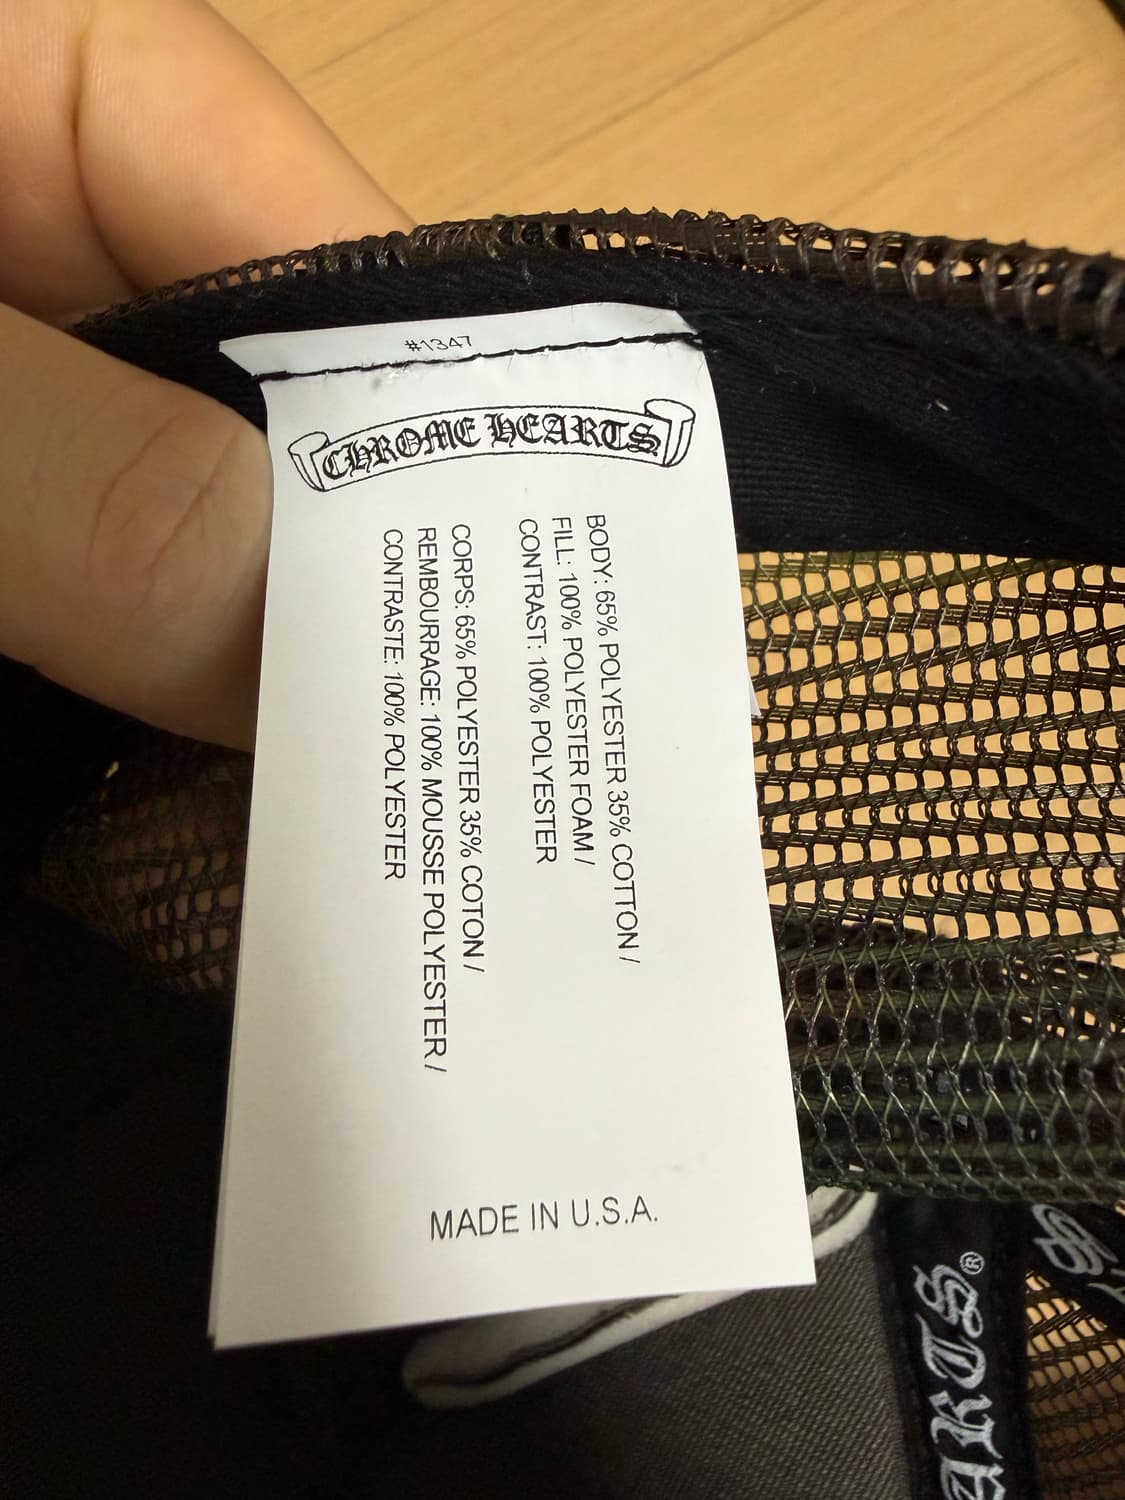 #1347
CHROME HEARTS
BODY: 65% POLYESTER 35% COTTON /
FILL: 100% POLYESTER FOAM /
CONTRAST: 100% POLYESTER
CORPS: 65% POLYESTER 35% COTON /
REMBOURRAGE: 100% MOUSSE POLYESTER /
CONTRASTE: 100% POLYESTER
MADE IN U.S.A.
ARTS®